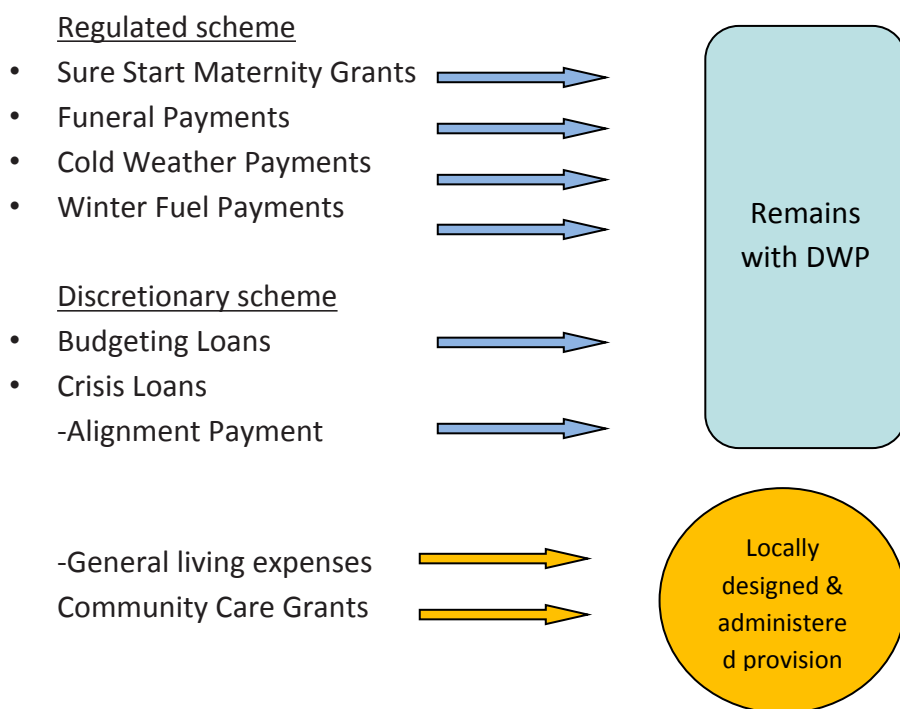 Regulated scheme
• Sure Start Maternity Grants
• Funeral Payments
• Cold Weather Payments
• Winter Fuel Payments
Discretionary scheme
• Budgeting Loans
• Crisis Loans
-Alignment Payment
-General living expenses
Community Care Grants
Remains
with DWP
Locally
designed &
administere
d provision